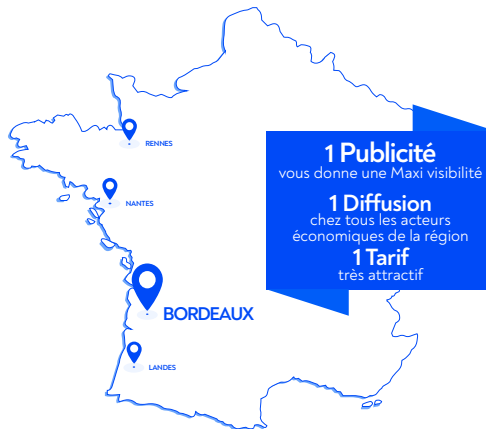 RENNES
1 Publicité
vous donne une Maxi visibilité
NANTES
1 Diffusion
chez tous les acteurs
économiques de la région
1 Tarif
très attractif
BORDEAUX
LANDES